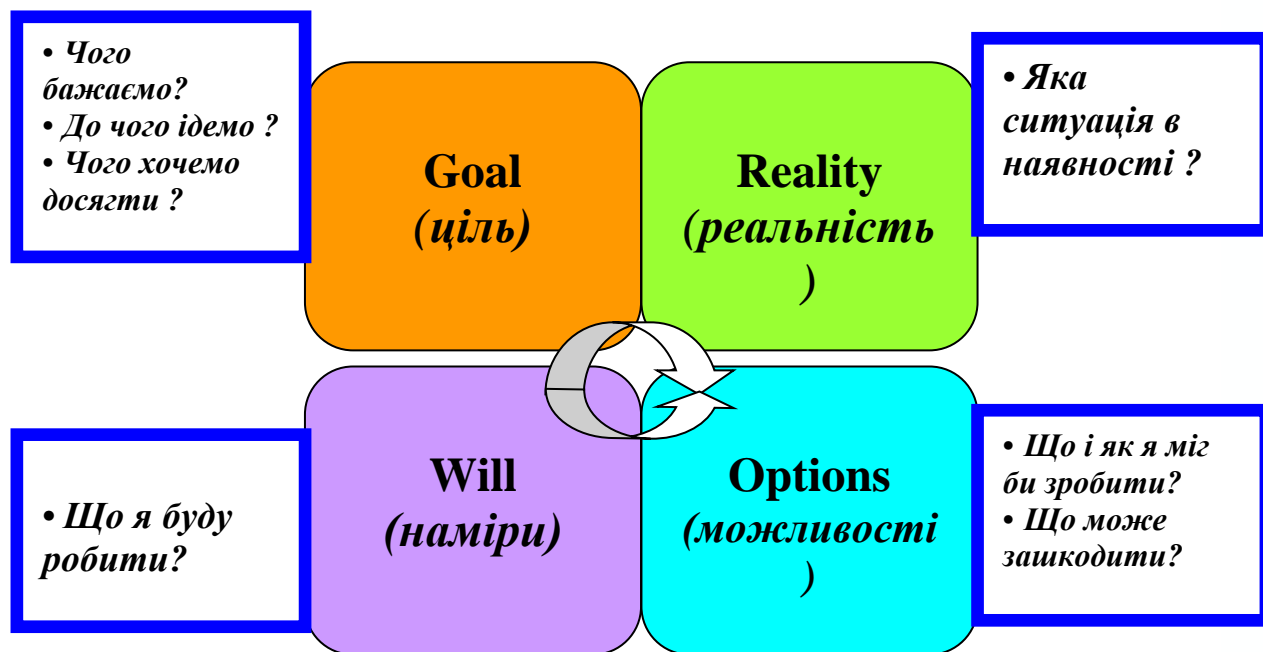 • Чого
бажаємо?
• До чого ідемо ?
• Чого хочемо
досягти ?
Goal
(ціль)
Reality
(реальність
)
• Яка
ситуація в
наявності ?
• Що я буду
робити?
Will
(наміри)
Options
(можливості
)
• Що і як я міг
би зробити?
• Що може
зашкодити?